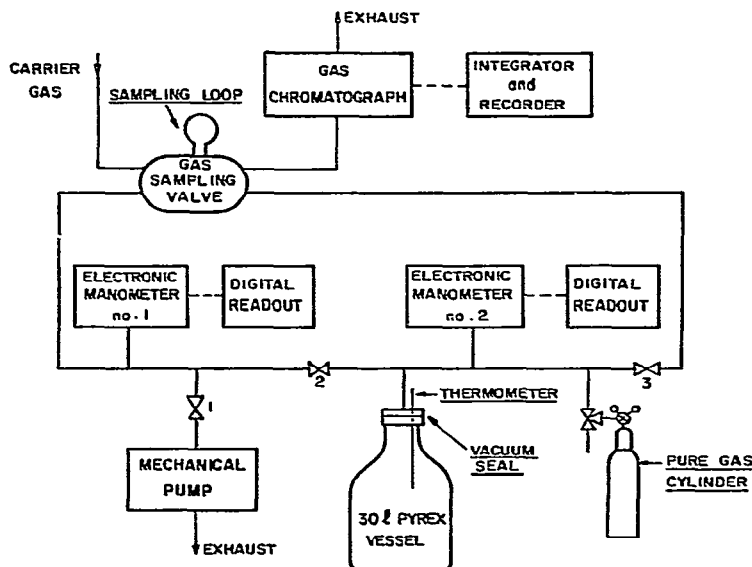 EXHAUST
CARRIER
GAS
SAMPLING LOOP
GAS
CHROMATOGRAPH
INTEGRATOR
and
RECORDER
GAS
SAMPLING
VALVE
ELECTRONIC
MANOMETER
no. 1
DIGITAL
READOUT
ELECTRONIC
MANOMETER
no. 2
DIGITAL
READOUT
2
3
1
THERMOMETER
VACUUM
SEAL
MECHANICAL
PUMP
30ℓ PYREX
VESSEL
PURE GAS
CYLINDER
EXHAUST